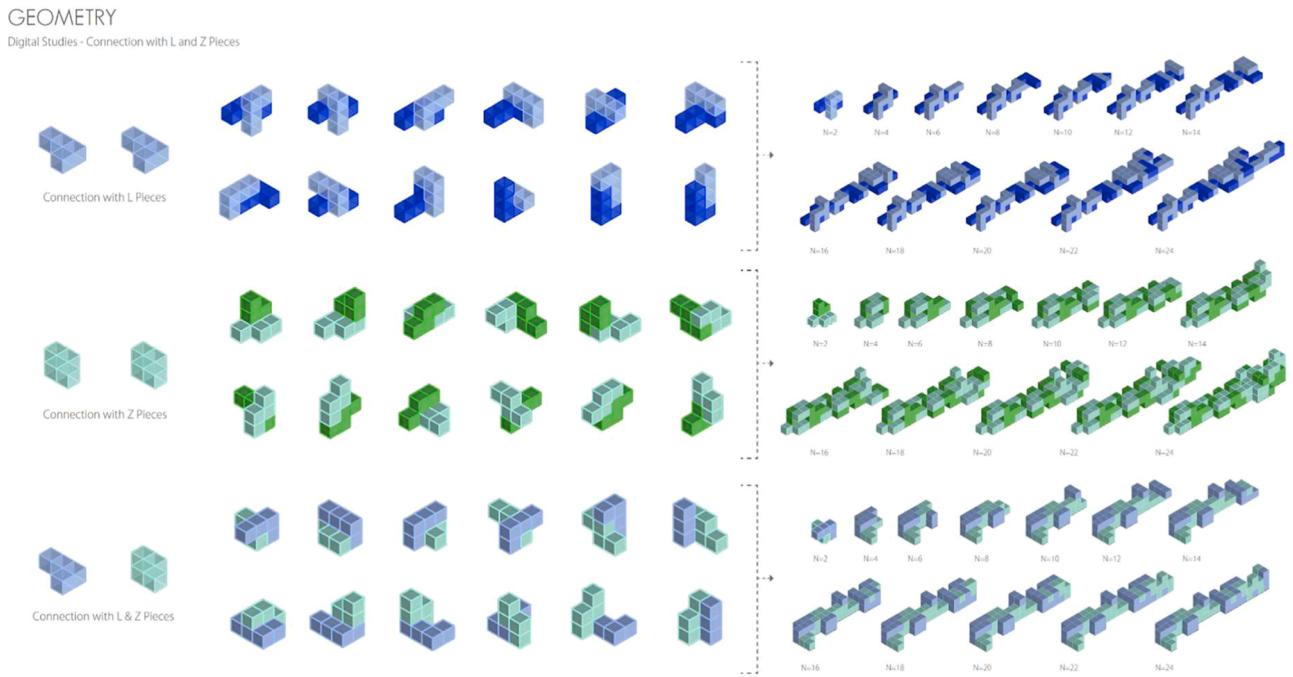 GEOMETRY
Digital Studies - Connection with L and Z Pieces
N=2 N=4 N=6 N=8 N=10 N=12 N=14
Connection with L Pieces
N=16 N=18 N=20 N=22 N=24
N=2 N=4 N=6 N=8 N=10 N=12 N=14
Connection with Z Pieces
N=16 N=18 N=20 N=22 N=24
N=2 N=4 N=6 N=8 N=10 N=12 N=14
Connection with L & Z Pieces
N=16 N=18 N=20 N=22 N=24